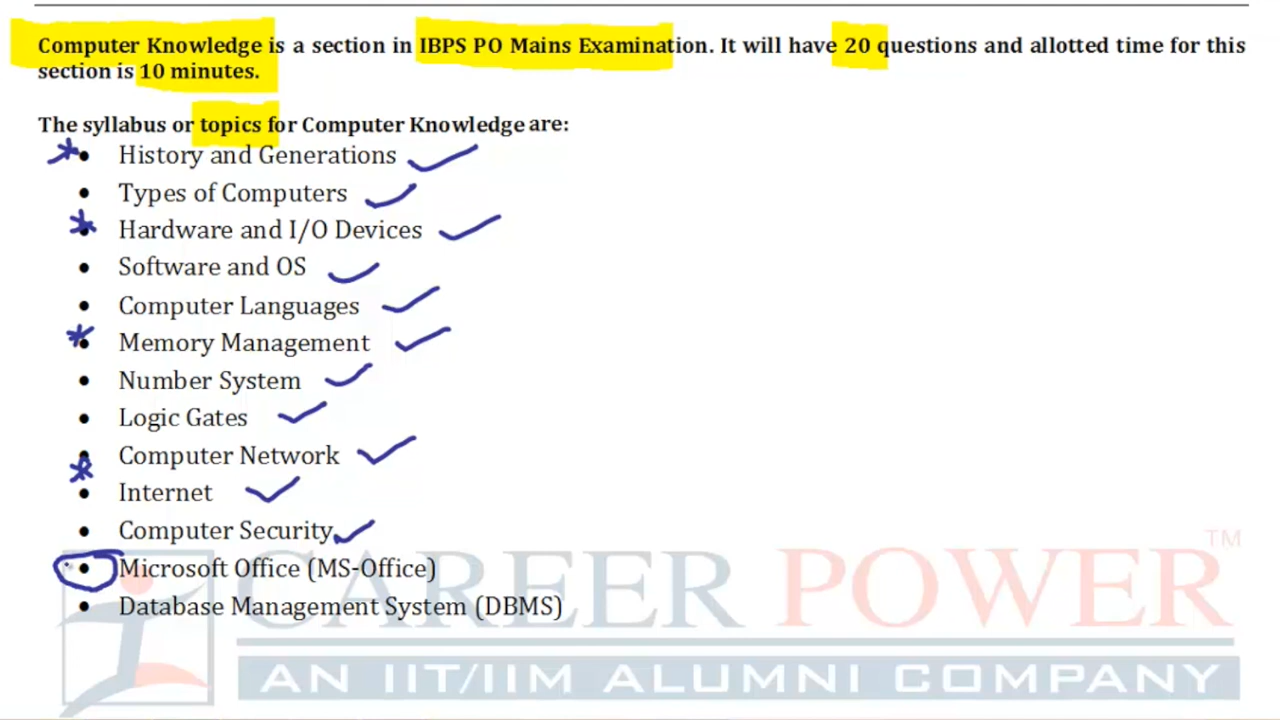 Computer Knowledge is a section in IBPS PO Mains Examination. It will have 20 questions and allotted time for this
section is 10 minutes.
The syllabus or topics for Computer Knowledge are:
• History and Generations
• Types of Computers
• Hardware and I/O Devices
• Software and OS
• Computer Languages
• Memory Management
• Number System
• Logic Gates
• Computer Network
• Internet
• Computer Security
• Microsoft Office (MS-Office)
• Database Management System (DBMS)
CAREER POWER TM
AN IIT/IIM ALUMNI COMPANY